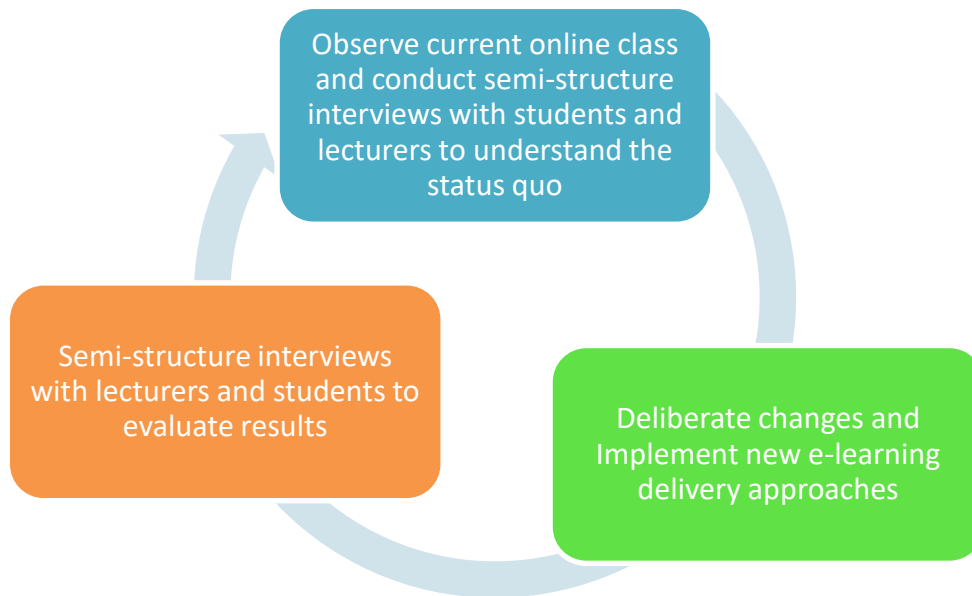 Observe current online class
and conduct semi-structure
interviews with students and
lecturers to understand the
status quo
Semi-structure interviews
with lecturers and students to
evaluate results
Deliberate changes and
Implement new e-learning
delivery approaches